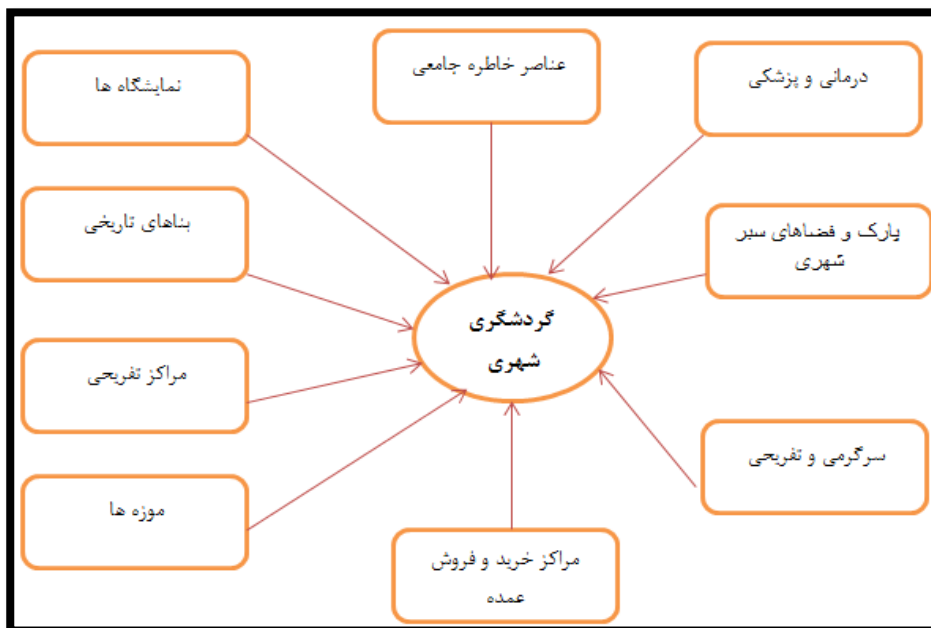 عناصر خاطره جامعی
درمانی و پزشکی
نمایشگاه ها
بناهای تاریخی
پارک و فضاهای سبر
شهری
گردشگری
شهری
مراکز تفریحی
سرگرمی و تفریحی
موزه ها
مراکز خرید و فروش
عمده